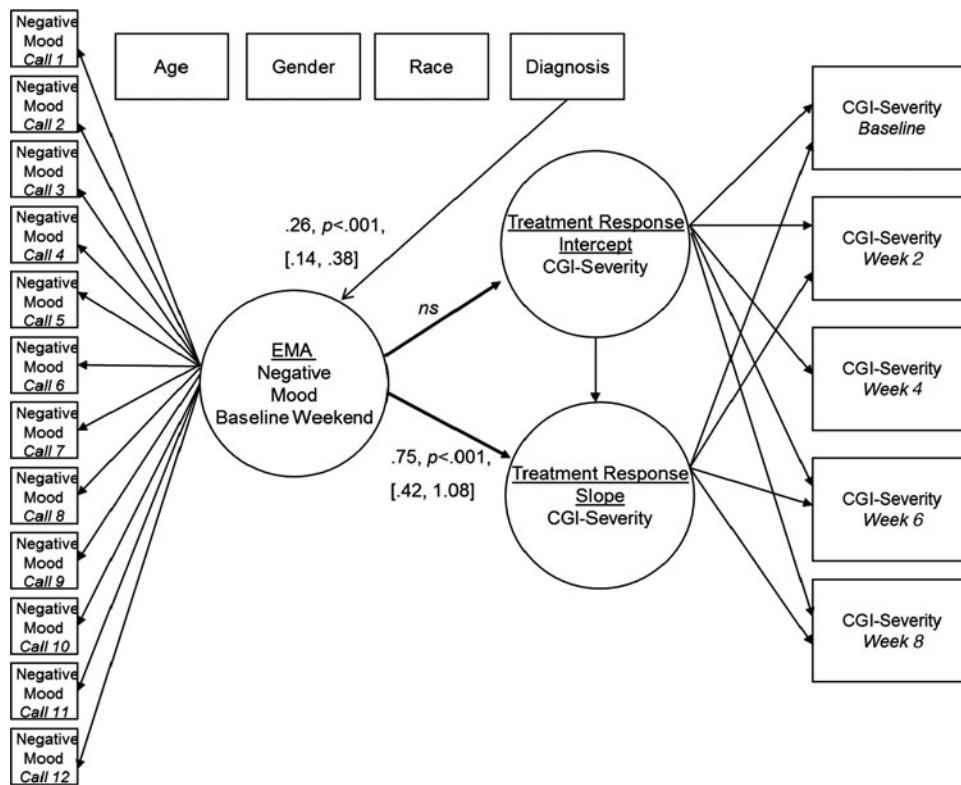 Negative
Mood
Call 1
Negative
Mood
Call 2
Negative
Mood
Call 3
Negative
Mood
Call 4
Negative
Mood
Call 5
Negative
Mood
Call 6
Negative
Mood
Call 7
Negative
Mood
Call 8
Negative
Mood
Call 9
Negative
Mood
Call 10
Negative
Mood
Call 11
Negative
Mood
Call 12
Age
Gender
Race
Diagnosis
.26, p<.001,
[.14, .38]
EMA
Negative
Mood
Baseline Weekend
ns
.75, p<.001,
[.42, 1.08]
Treatment Response
Intercept
CGI-Severity
Treatment Response
Slope
CGI-Severity
CGI-Severity
Baseline
CGI-Severity
Week 2
CGI-Severity
Week 4
CGI-Severity
Week 6
CGI-Severity
Week 8